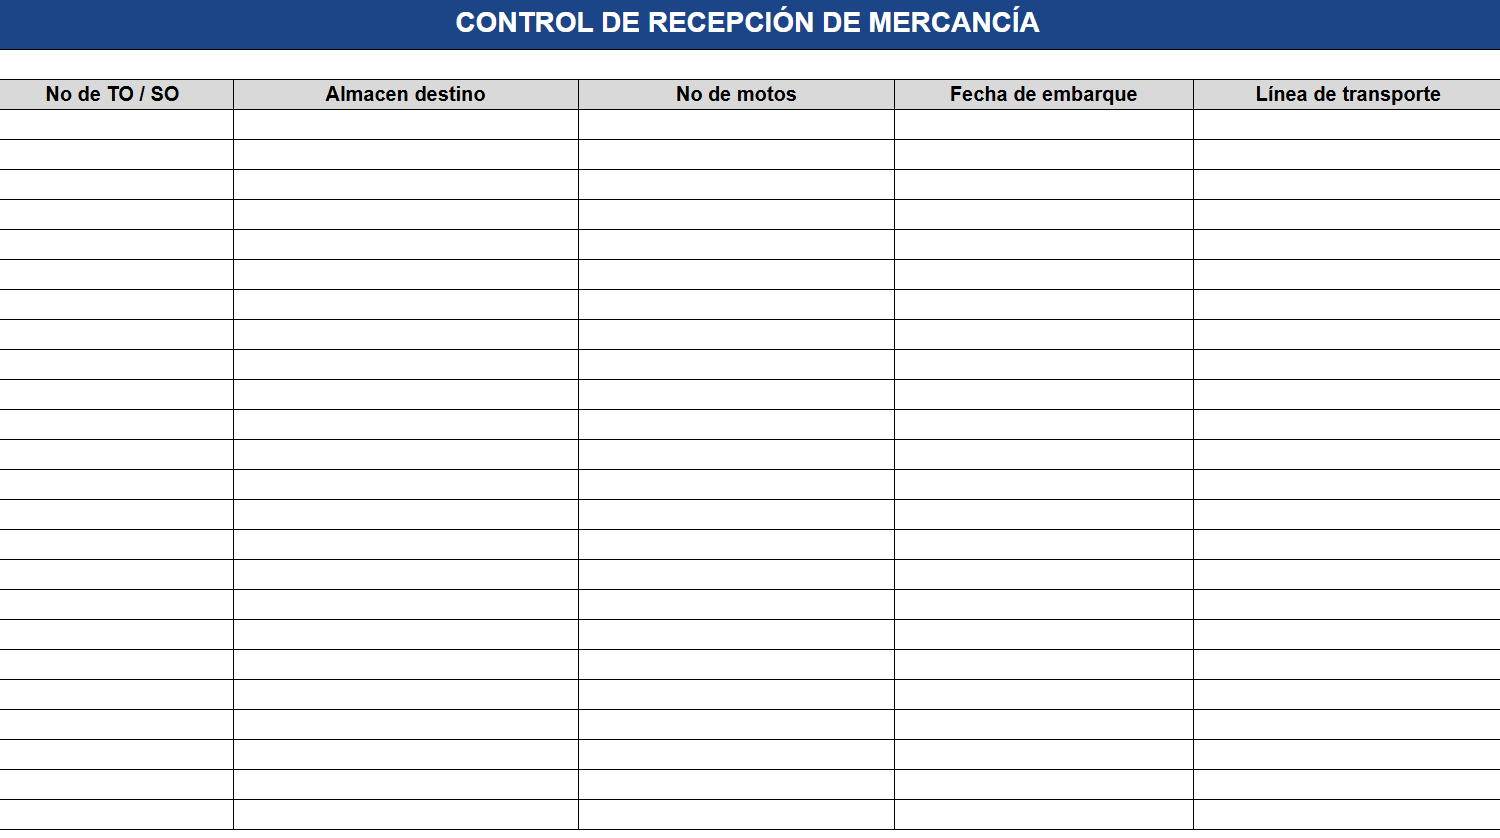 CONTROL DE RECEPCIÓN DE MERCANCÍA
No de TO / SO Almacen destino No de motos Fecha de embarque Línea de transporte